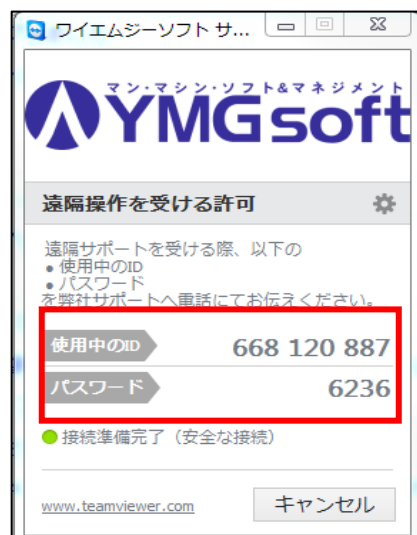 ワイエムジーソフト サ...
マン・マシン・ソフト&マネジメント
YMG soft
遠隔操作を受ける許可
遠隔サポートを受ける際、以下の
• 使用中のID
• パスワード
を弊社サポートへ電話にてお伝えください。
使用中のID 668 120 887
パスワード 6236
接続準備完了（安全な接続）
www.teamviewer.com キャンセル